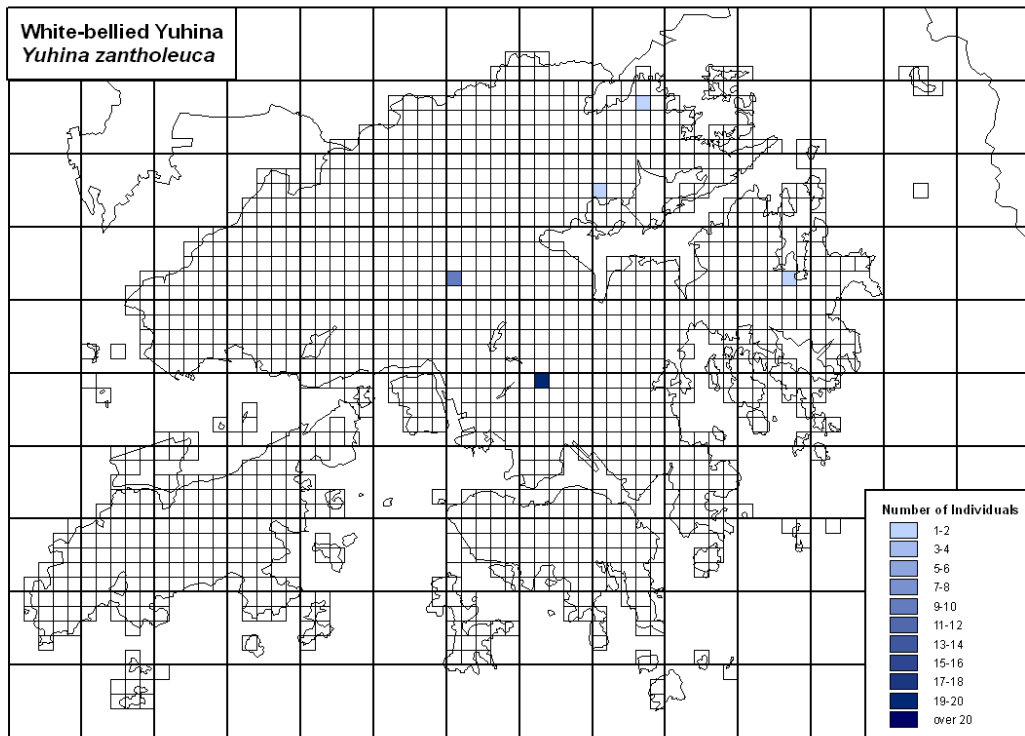 White-bellied Yuhina
Yuhina zantholeuca
Number of Individuals
1-2
3-4
5-6
7-8
9-10
11-12
13-14
15-16
17-18
19-20
over 20